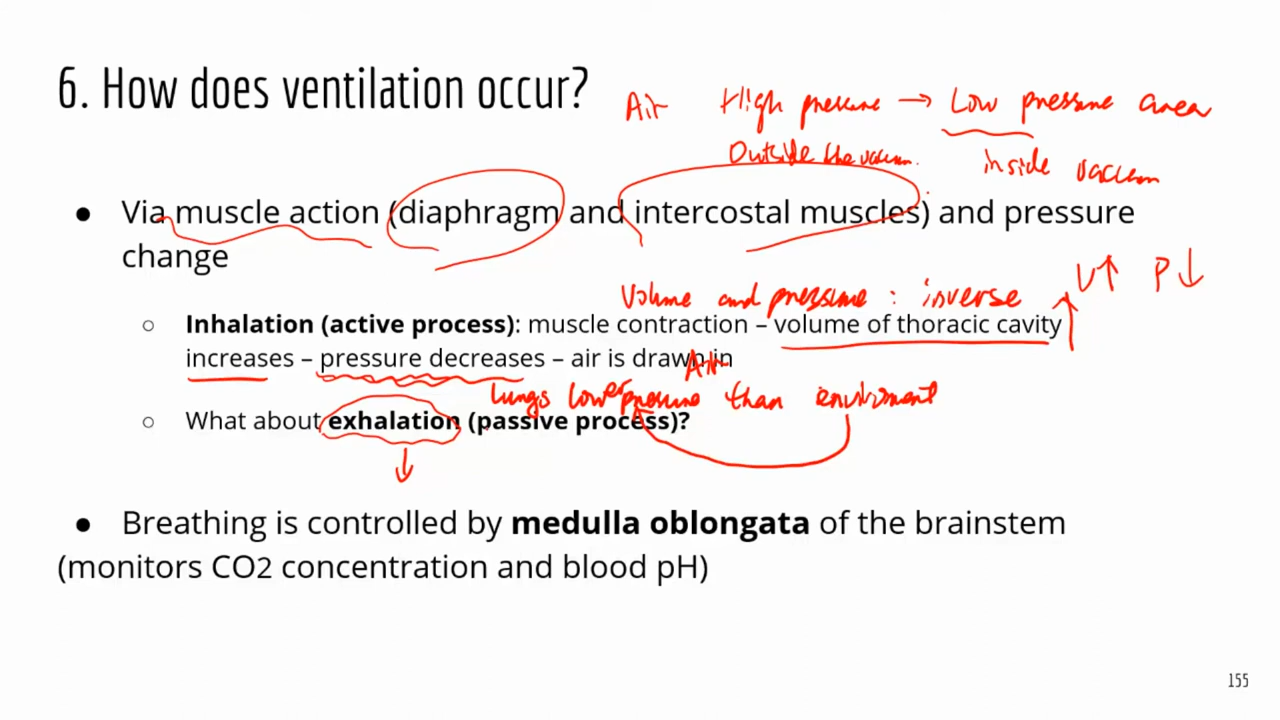 6. How does ventilation occur?
Air High pressure → Low pressure area
Outside the vacuum. inside vaccum
● Via muscle action (diaphragm and intercostal muscles) and pressure
change
V↑ P↓
Volume and pressure : inverse
○ Inhalation (active process): muscle contraction – volume of thoracic cavity ↑
increases – pressure decreases – air is drawn in
Air
Lungs lower pressure than enviroment
○ What about exhalation (passive process)?
↓
● Breathing is controlled by medulla oblongata of the brainstem
(monitors CO2 concentration and blood pH)
155